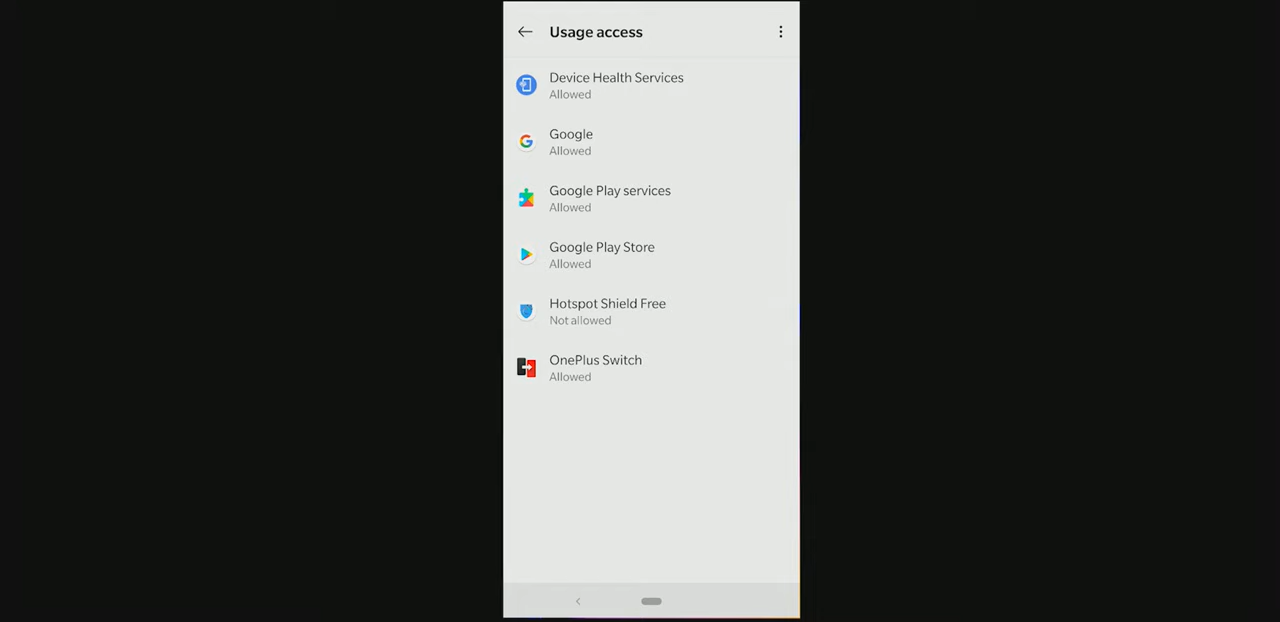 Usage access
Device Health Services
Allowed
Google
Allowed
Google Play services
Allowed
Google Play Store
Allowed
Hotspot Shield Free
Not allowed
OnePlus Switch
Allowed